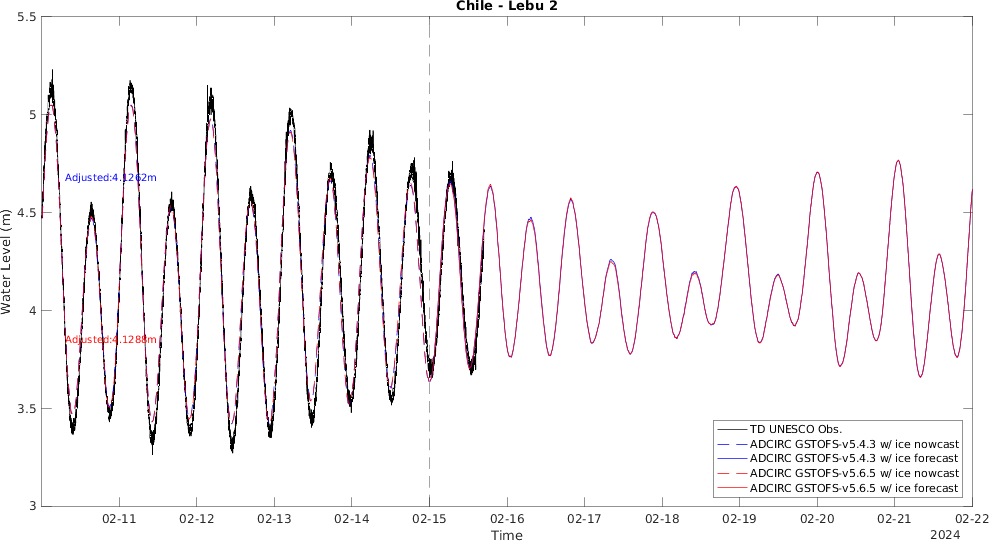 Chile - Lebu 2
5.5
5
4.5
4
3.5
3
Water Level (m)
Adjusted:4.1262m
Adjusted:4.1288m
TD UNESCO Obs.
ADCIRC GSTOFS-v5.4.3 w/ ice nowcast
ADCIRC GSTOFS-v5.4.3 w/ ice forecast
ADCIRC GSTOFS-v5.6.5 w/ ice nowcast
ADCIRC GSTOFS-v5.6.5 w/ ice forecast
02-11 02-12 02-13 02-14 02-15 02-16 02-17 02-18 02-19 02-20 02-21 02-22
Time
2024